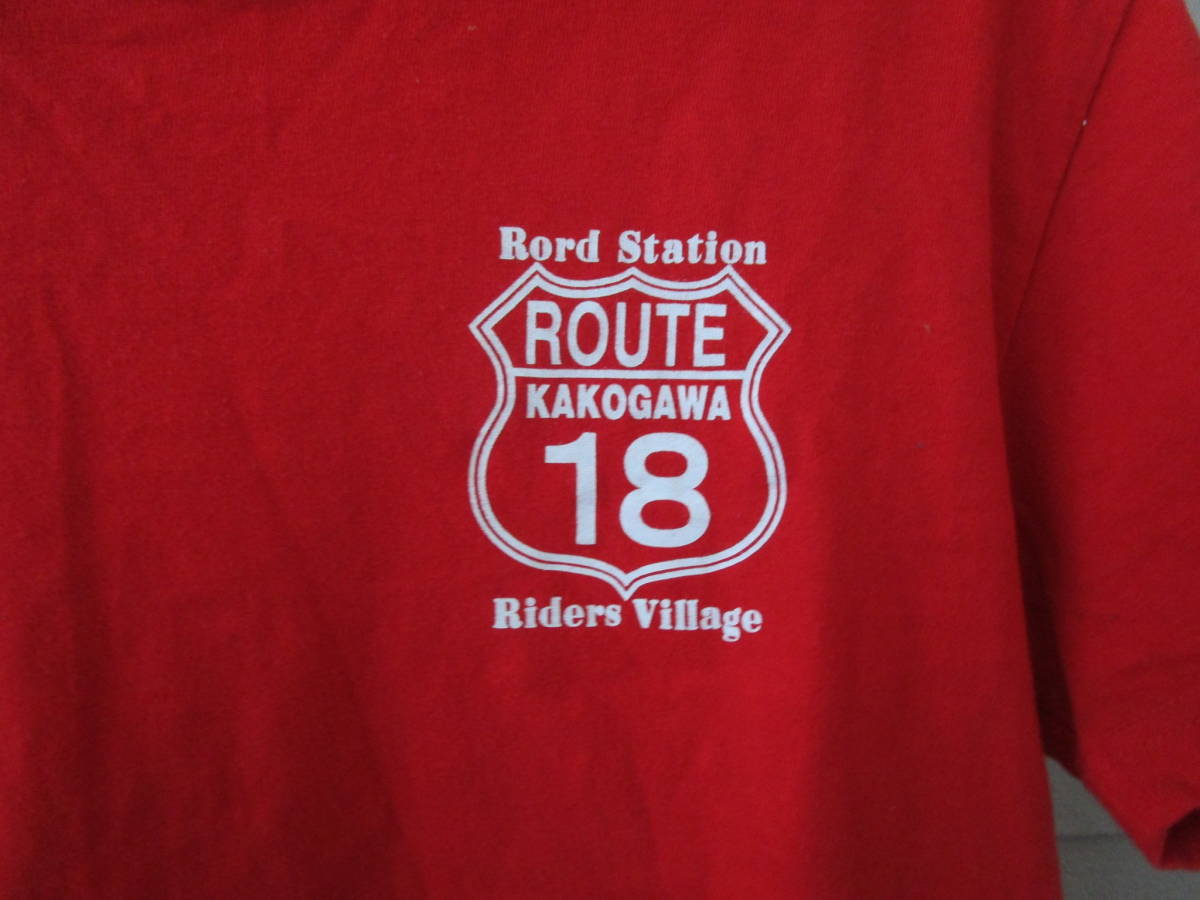 Rord Station
ROUTE
KAKOGAWA
18
Riders Village